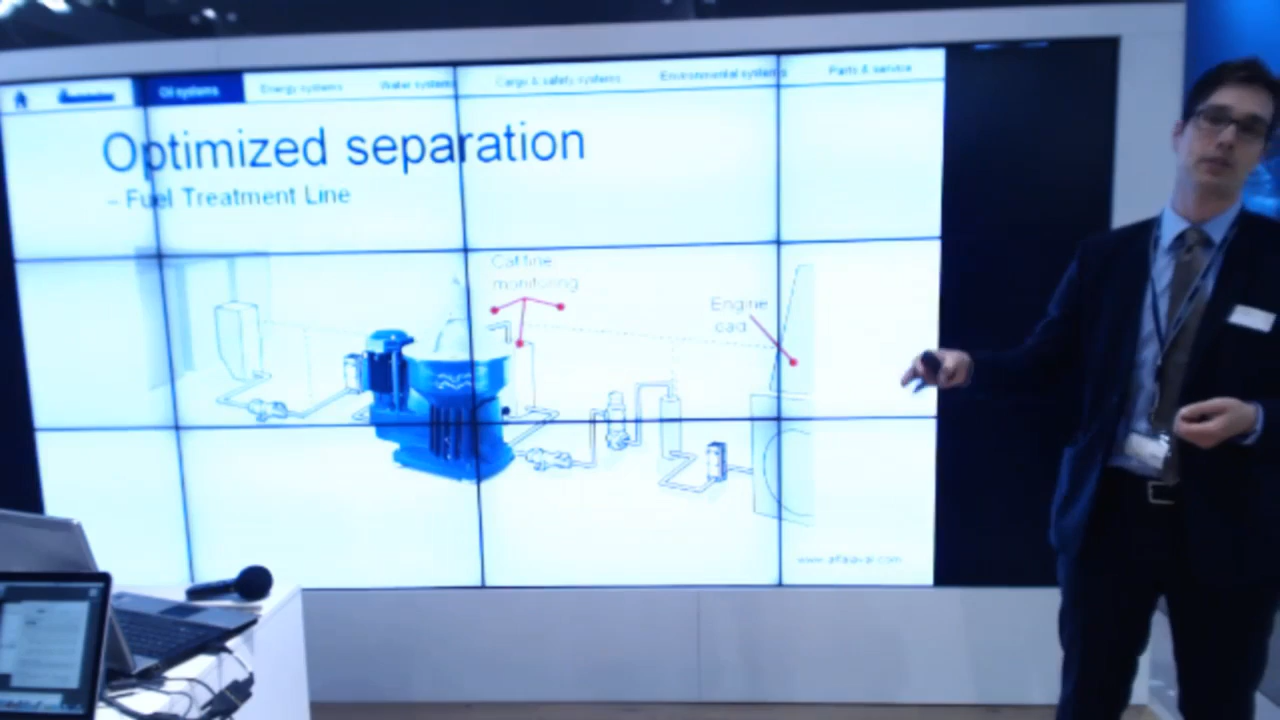 Oil systems
Energy systems
Water systems
Cargo & safety systems
Environmental systems
Parts & service
Optimized separation
– Fuel Treatment Line
Cat fine
monitoring
Engine
oad
www.alfalaval.com